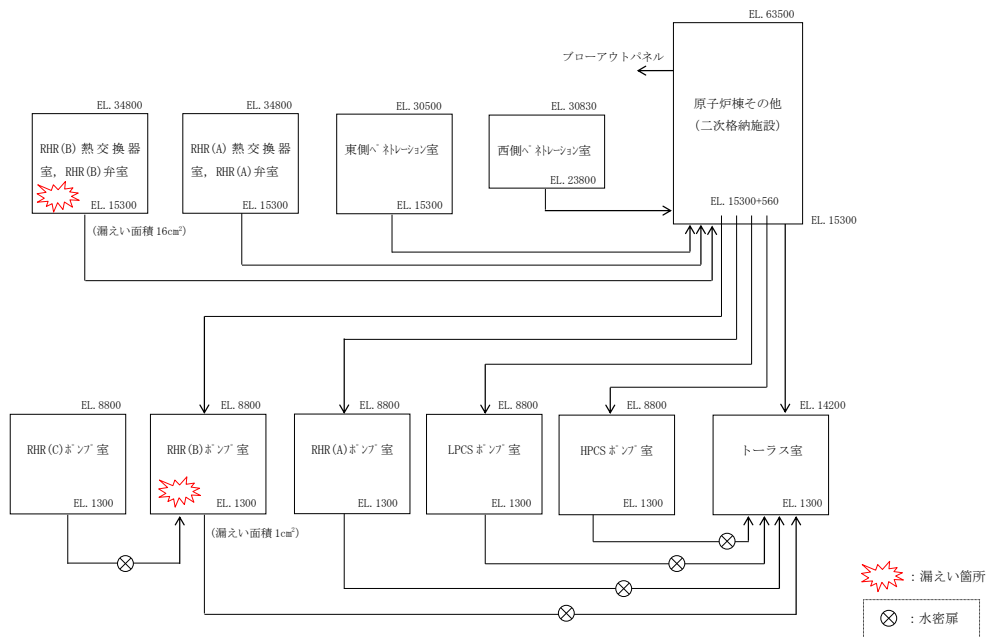 EL. 63500
ブローアウトパネル
原子炉棟その他
(二次格納施設)
EL. 15300+560
EL. 15300
EL. 34800
RHR(B) 熱交換器
室, RHR(B)弁室
EL. 15300
(漏えい面積 16cm²)
EL. 34800
RHR(A) 熱交換器
室, RHR(A)弁室
EL. 15300
EL. 30500
東側ペネトレーション室
EL. 15300
EL. 30830
西側ペネトレーション室
EL. 23800
EL. 8800
RHR(C)ポンプ室
EL. 1300
EL. 8800
RHR(B)ポンプ室
EL. 1300
(漏えい面積 1cm²)
EL. 8800
RHR(A)ポンプ室
EL. 1300
EL. 8800
LPCSポンプ室
EL. 1300
EL. 8800
HPCSポンプ室
EL. 1300
EL. 14200
トーラス室
EL. 1300
:漏えい箇所
:水密扉